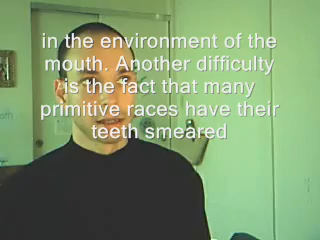 in the environment of the
mouth. Another difficulty
is the fact that many
primitive races have their
teeth smeared